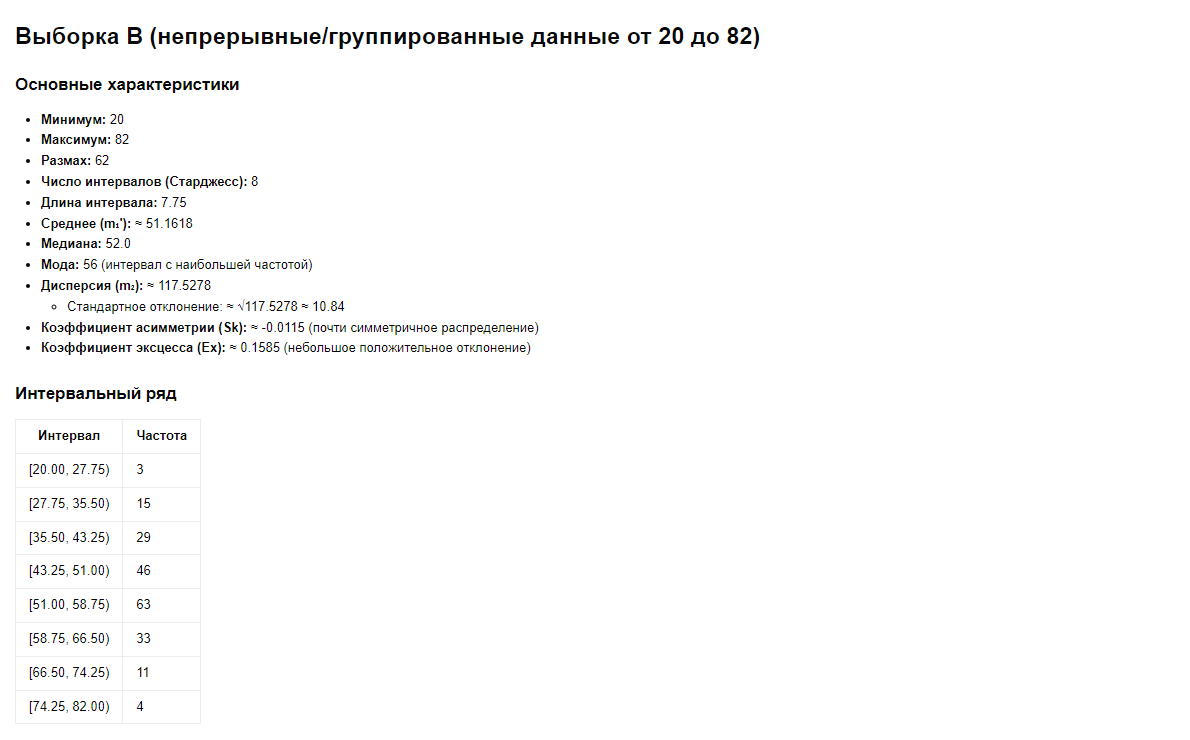 Выборка B (непрерывные/группированные данные от 20 до 82)
Основные характеристики
• Минимум: 20
• Максимум: 82
• Размах: 62
• Число интервалов (Старджесс): 8
• Длина интервала: 7.75
• Среднее (m₁'): ≈ 51.1618
• Медиана: 52.0
• Мода: 56 (интервал с наибольшей частотой)
• Дисперсия (m₂): ≈ 117.5278
◦ Стандартное отклонение: ≈ √117.5278 ≈ 10.84
• Коэффициент асимметрии (Sk): ≈ -0.0115 (почти симметричное распределение)
• Коэффициент эксцесса (Ex): ≈ 0.1585 (небольшое положительное отклонение)
Интервальный ряд
Интервал Частота
[20.00, 27.75) 3
[27.75, 35.50) 15
[35.50, 43.25) 29
[43.25, 51.00) 46
[51.00, 58.75) 63
[58.75, 66.50) 33
[66.50, 74.25) 11
[74.25, 82.00) 4